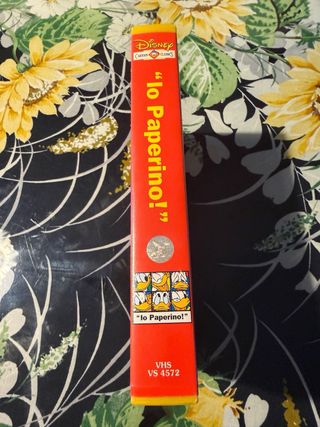 Disney
"Io Paperino!"
"Io Paperino!"
VHS
VS 4572